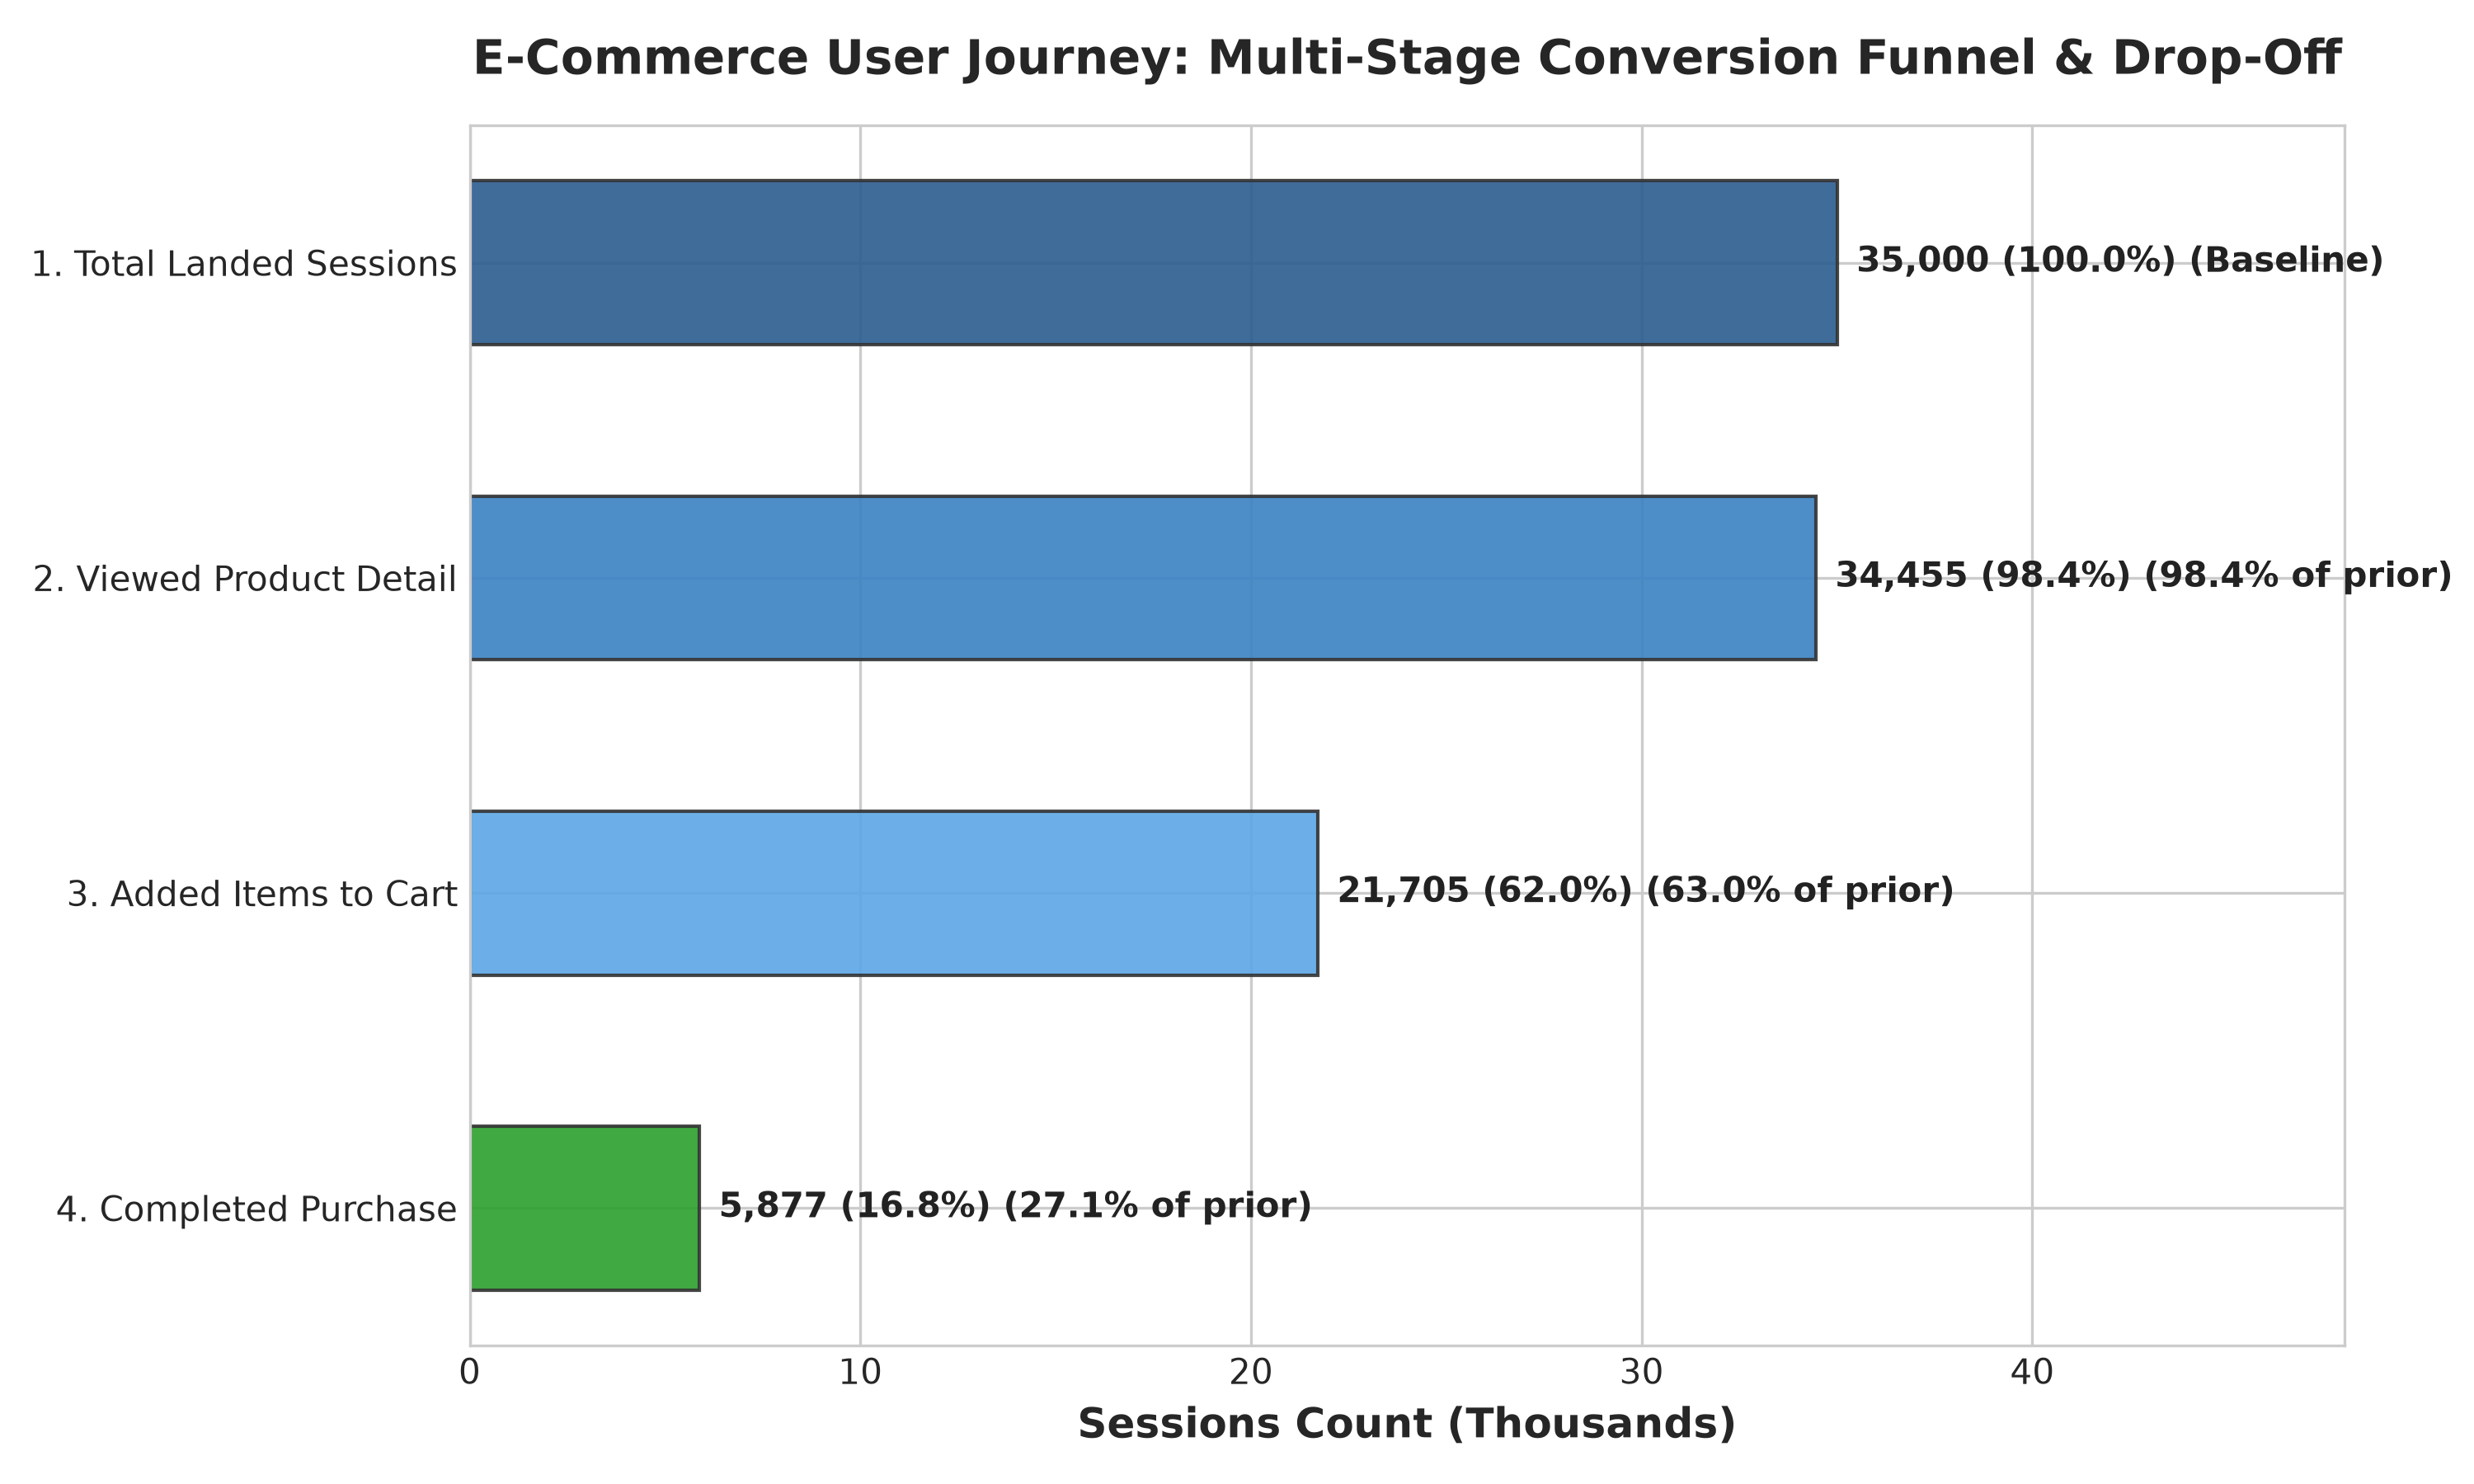 E-Commerce User Journey: Multi-Stage Conversion Funnel & Drop-Off
1. Total Landed Sessions
35,000 (100.0%) (Baseline)
2. Viewed Product Detail
34,455 (98.4%) (98.4% of prior)
3. Added Items to Cart
21,705 (62.0%) (63.0% of prior)
4. Completed Purchase
5,877 (16.8%) (27.1% of prior)
0 10 20 30 40
Sessions Count (Thousands)